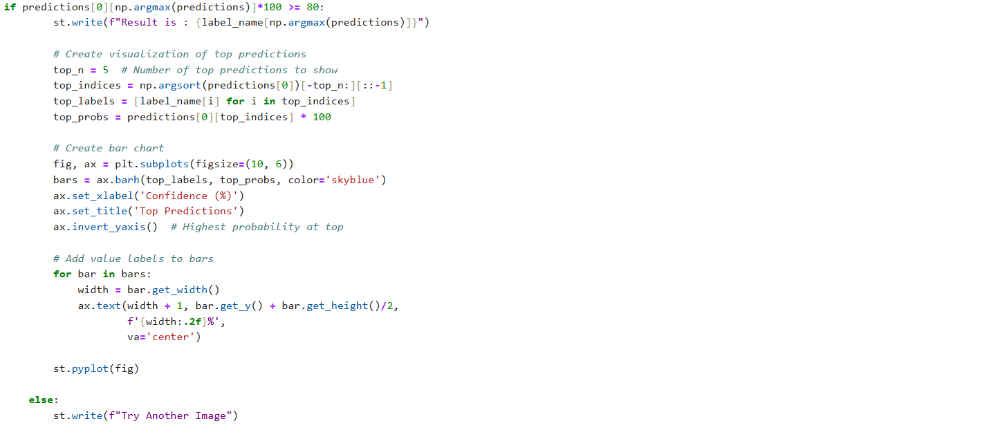 if predictions[0][np.argmax(predictions)]*100 >= 80:
        st.write(f"Result is : {label_name[np.argmax(predictions)]}")

        # Create visualization of top predictions
        top_n = 5  # Number of top predictions to show
        top_indices = np.argsort(predictions[0])[-top_n:][::-1]
        top_labels = [label_name[i] for i in top_indices]
        top_probs = predictions[0][top_indices] * 100

        # Create bar chart
        fig, ax = plt.subplots(figsize=(10, 6))
        bars = ax.barh(top_labels, top_probs, color='skyblue')
        ax.set_xlabel('Confidence (%)')
        ax.set_title('Top Predictions')
        ax.invert_yaxis()  # Highest probability at top

        # Add value labels to bars
        for bar in bars:
            width = bar.get_width()
            ax.text(width + 1, bar.get_y() + bar.get_height()/2,
                    f'{width:.2f}%',
                    va='center')

        st.pyplot(fig)

    else:
        st.write(f"Try Another Image")